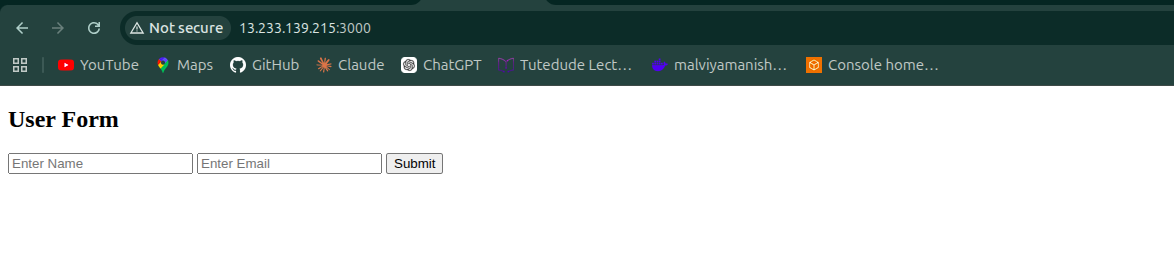 Not secure 13.233.139.215:3000
YouTube Maps GitHub Claude ChatGPT Tutedude Lect... malviyamanish... Console home...
User Form
Enter Name Enter Email Submit